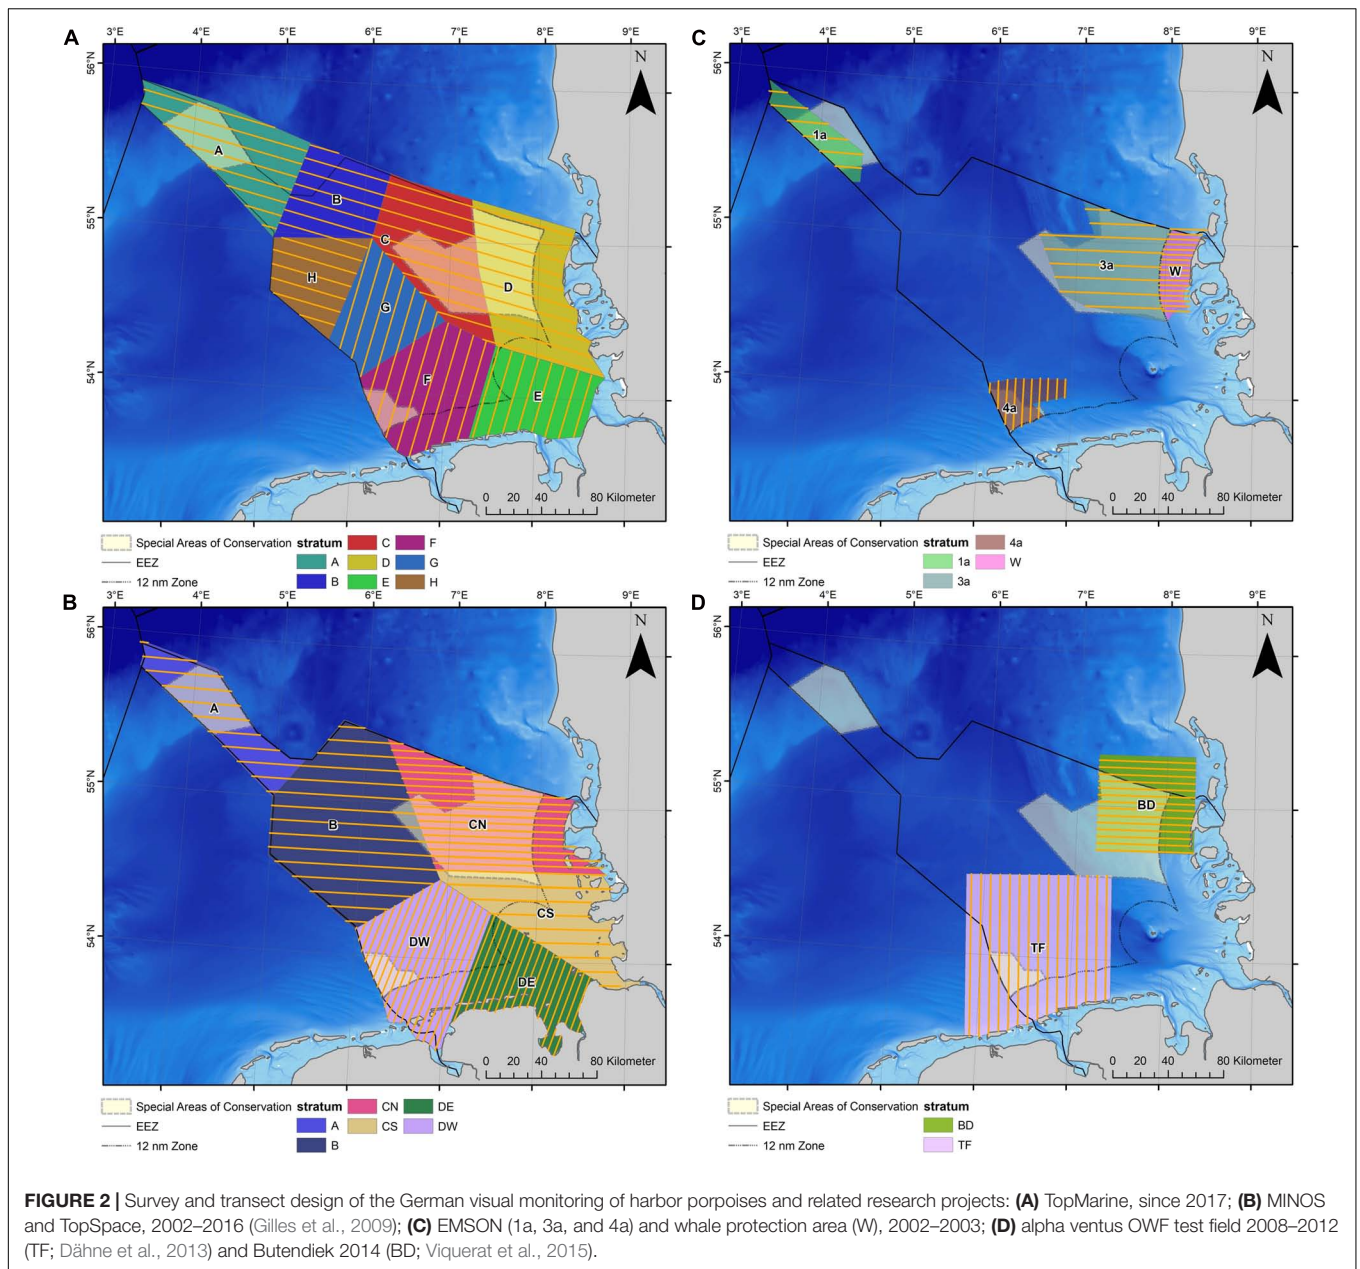 A
3°E 4°E 5°E 6°E 7°E 8°E 9°E
56°N
55°N
54°N
N
A
B
C
D
H
G
F
E
0 20 40 80 Kilometer
Special Areas of Conservation
EEZ
12 nm Zone
stratum
A
B
C
D
E
F
G
H
C
3°E 4°E 5°E 6°E 7°E 8°E 9°E
56°N
55°N
54°N
N
1a
3a
W
4a
0 20 40 80 Kilometer
Special Areas of Conservation
EEZ
12 nm Zone
stratum
1a
3a
4a
W
B
3°E 4°E 5°E 6°E 7°E 8°E 9°E
56°N
55°N
54°N
N
A
B
CN
CS
DW
DE
0 20 40 80 Kilometer
Special Areas of Conservation
EEZ
12 nm Zone
stratum
A
B
CN
CS
DE
DW
D
3°E 4°E 5°E 6°E 7°E 8°E 9°E
56°N
55°N
54°N
N
BD
TF
0 20 40 80 Kilometer
Special Areas of Conservation
EEZ
12 nm Zone
stratum
BD
TF
FIGURE 2 | Survey and transect design of the German visual monitoring of harbor porpoises and related research projects: (A) TopMarine, since 2017; (B) MINOS
and TopSpace, 2002–2016 (Gilles et al., 2009); (C) EMSON (1a, 3a, and 4a) and whale protection area (W), 2002–2003; (D) alpha ventus OWF test field 2008–2012
(TF; Dähne et al., 2013) and Butendiek 2014 (BD; Viquerat et al., 2015).